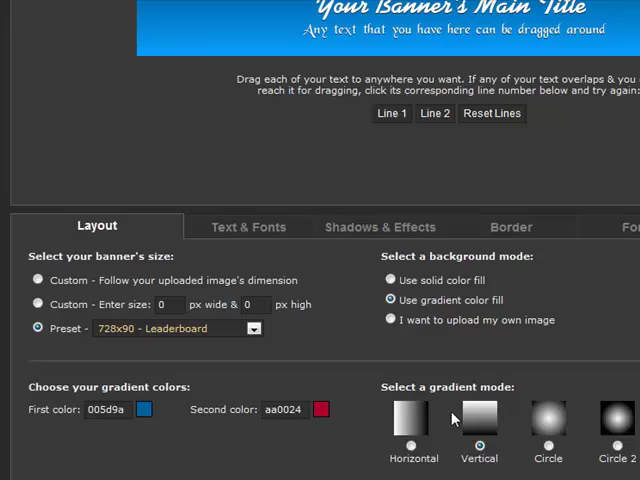 Your Banner's Main Title
Any text that you have here can be dragged around
Drag each of your text to anywhere you want. If any of your text overlaps & you
reach it for dragging, click its corresponding line number below and try again:
Line 1 Line 2 Reset Lines
Layout Text & Fonts Shadows & Effects Border
Select your banner's size: Select a background mode:
Custom - Follow your uploaded image's dimension Use solid color fill
Custom - Enter size: 0 px wide & 0 px high Use gradient color fill
Preset - 728x90 - Leaderboard I want to upload my own image
Choose your gradient colors: Select a gradient mode:
First color: 005d9a Second color: aa0024
Horizontal Vertical Circle Circle 2